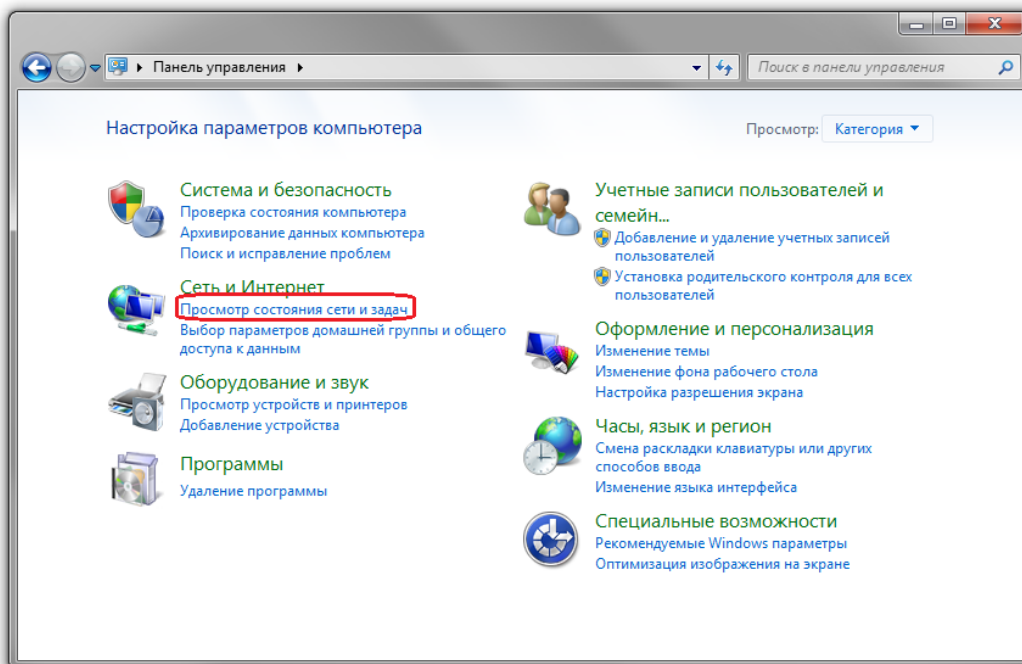 Панель управления
Поиск в панели управления
Настройка параметров компьютера
Просмотр: Категория
Система и безопасность
Проверка состояния компьютера
Архивирование данных компьютера
Поиск и исправление проблем
Сеть и Интернет
Просмотр состояния сети и задач
Выбор параметров домашней группы и общего
доступа к данным
Оборудование и звук
Просмотр устройств и принтеров
Добавление устройства
Программы
Удаление программы
Учетные записи пользователей и
семейн...
Добавление и удаление учетных записей
пользователей
Установка родительского контроля для всех
пользователей
Оформление и персонализация
Изменение темы
Изменение фона рабочего стола
Настройка разрешения экрана
Часы, язык и регион
Смена раскладки клавиатуры или других
способов ввода
Изменение языка интерфейса
Специальные возможности
Рекомендуемые Windows параметры
Оптимизация изображения на экране